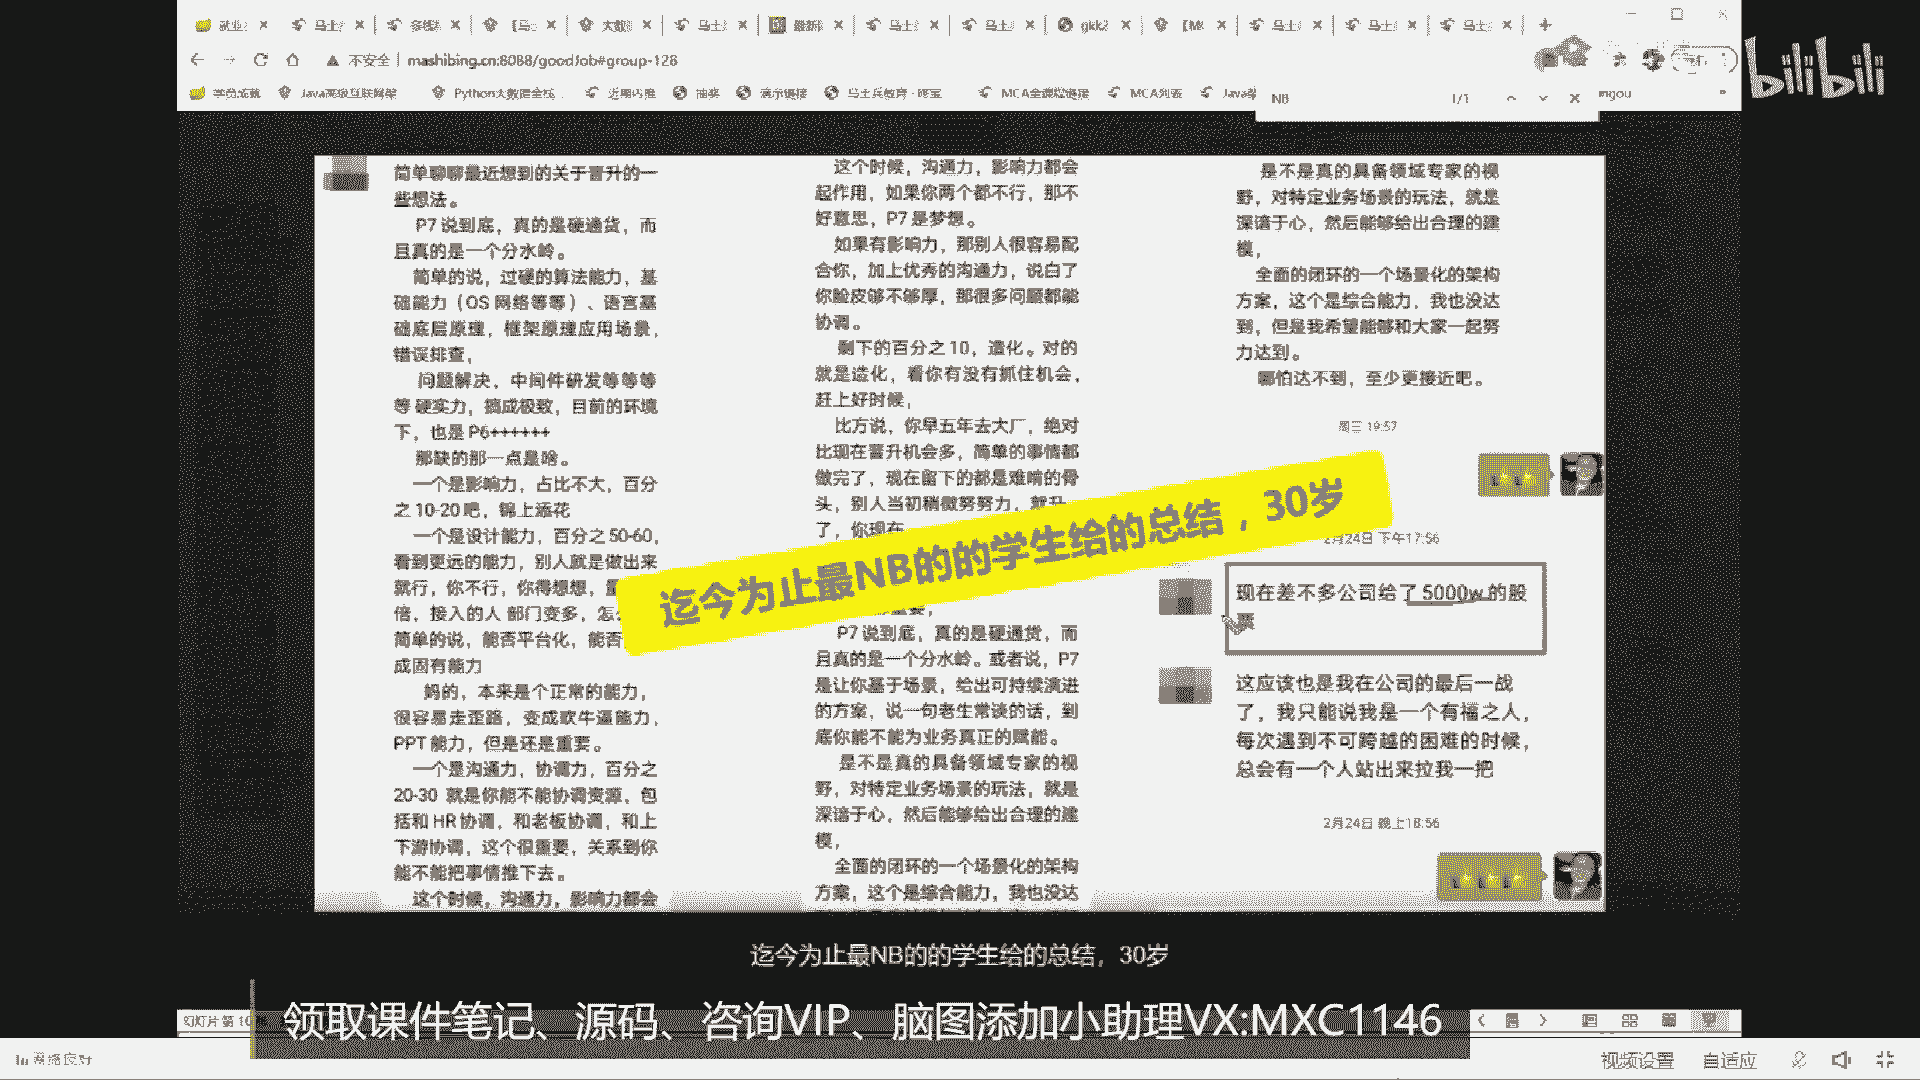 不安全 mashibing.cn:8088/goodJob#group-128
Python大数据全栈
抽奖
演示链接
MCA列表
NB 1/1
bilibili
简单聊聊最近想到的关于晋升的一
些想法。
P7 说到底，真的是硬通货，而
且真的是一个分水岭。
简单的说，过硬的算法能力，基
础能力（OS 网络等等）、语言基
础底层原理，框架原理应用场景，
错误排查，
问题解决，中间件研发等等等
等 硬实力，搞成极致，目前的环境
下，也是 P6++++++
那缺的那一点是啥。
一个是影响力，占比不大，百分
之 10-20 吧，锦上添花
一个是设计能力，百分之 50-60，
看到更远的能力，别人就是做出来
就行，你不行，你得想想，
倍，接入的人 部门变多，怎
简单的说，能否平台化，能否
成固有能力
妈的，本来是个正常的能力，
很容易走歪路，变成吹牛逼能力，
PPT 能力，但是还是重要。
一个是沟通力，协调力，百分之
20-30 就是你能不能协调资源，包
括和 HR 协调，和老板协调，和上
下游协调，这个很重要，关系到你
能不能把事情推下去。
这个时候，沟通力，影响力都会
这个时候，沟通力，影响力都会
起作用，如果你两个都不行，那不
好意思，P7 是梦想。
如果有影响力，那别人很容易配
合你，加上优秀的沟通力，说白了
你脸皮够不够厚，那很多问题都能
协调。
剩下的百分之 10，造化。对的
就是造化，看你有没有抓住机会，
赶上好时候，
比方说，你早五年去大厂，绝对
比现在晋升机会多，简单的事情都
做完了，现在留下的都是难啃的骨
头，别人当初稍微努努力，就升
了，你现在
P7 说到底，真的是硬通货，而
且真的是一个分水岭。或者说，P7
是让你基于场景，给出可持续演进
的方案，说一句老生常谈的话，到
底你能不能为业务真正的赋能。
是不是真的具备领域专家的视
野，对特定业务场景的玩法，就是
深谙于心，然后能够给出合理的建
模，
全面的闭环的一个场景化的架构
方案，这个是综合能力，我也没达
是不是真的具备领域专家的视
野，对特定业务场景的玩法，就是
深谙于心，然后能够给出合理的建
模，
全面的闭环的一个场景化的架构
方案，这个是综合能力，我也没达
到，但是我希望能够和大家一起努
力达到。
哪怕达不到，至少更接近吧。
周三 19:57
2月24日 下午17:56
现在差不多公司给了 5000w 的股
票
这应该也是我在公司的最后一战
了，我只能说我是一个有福之人，
每次遇到不可跨越的困难的时候，
总会有一个人站出来拉我一把
2月24日 晚上18:56
迄今为止最NB的的学生给的总结，30岁
迄今为止最NB的的学生给的总结，30岁
领取课件笔记、源码、咨询VIP、脑图添加小助理VX:MXC1146
网络良好
视频设置 自适应